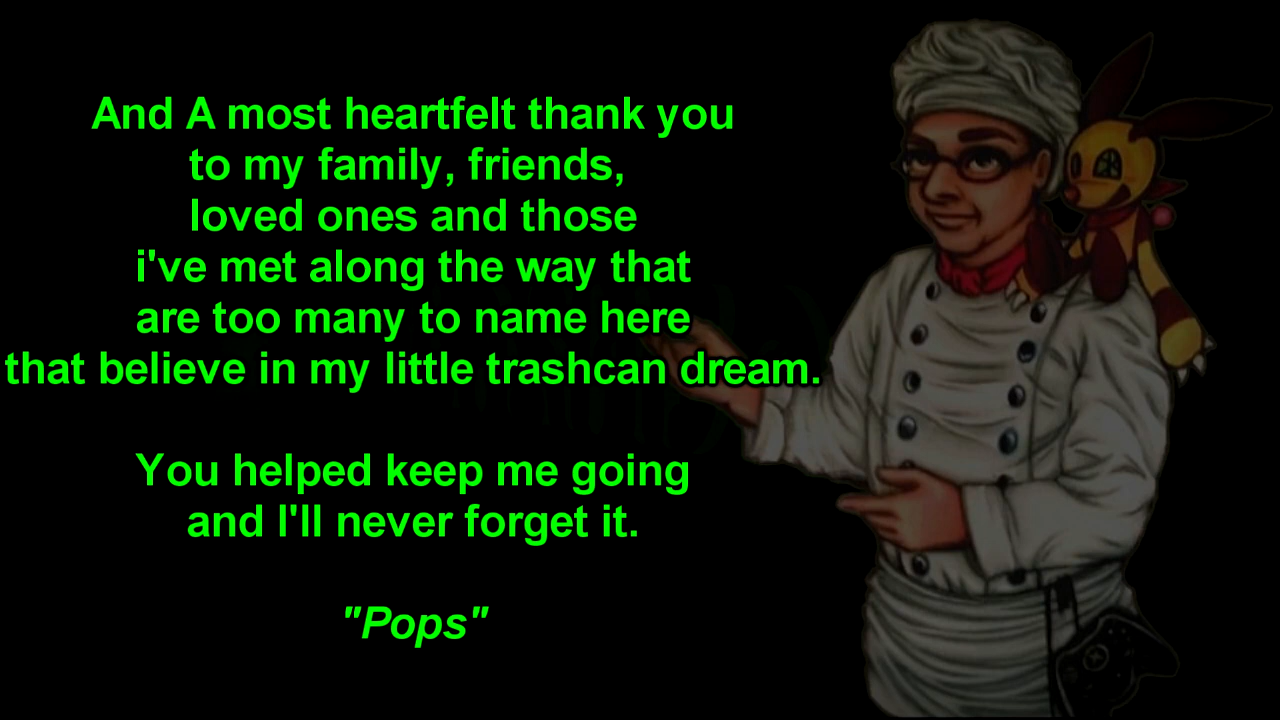 And A most heartfelt thank you
to my family, friends,
loved ones and those
i've met along the way that
are too many to name here
that believe in my little trashcan dream.
You helped keep me going
and I'll never forget it.
"Pops"